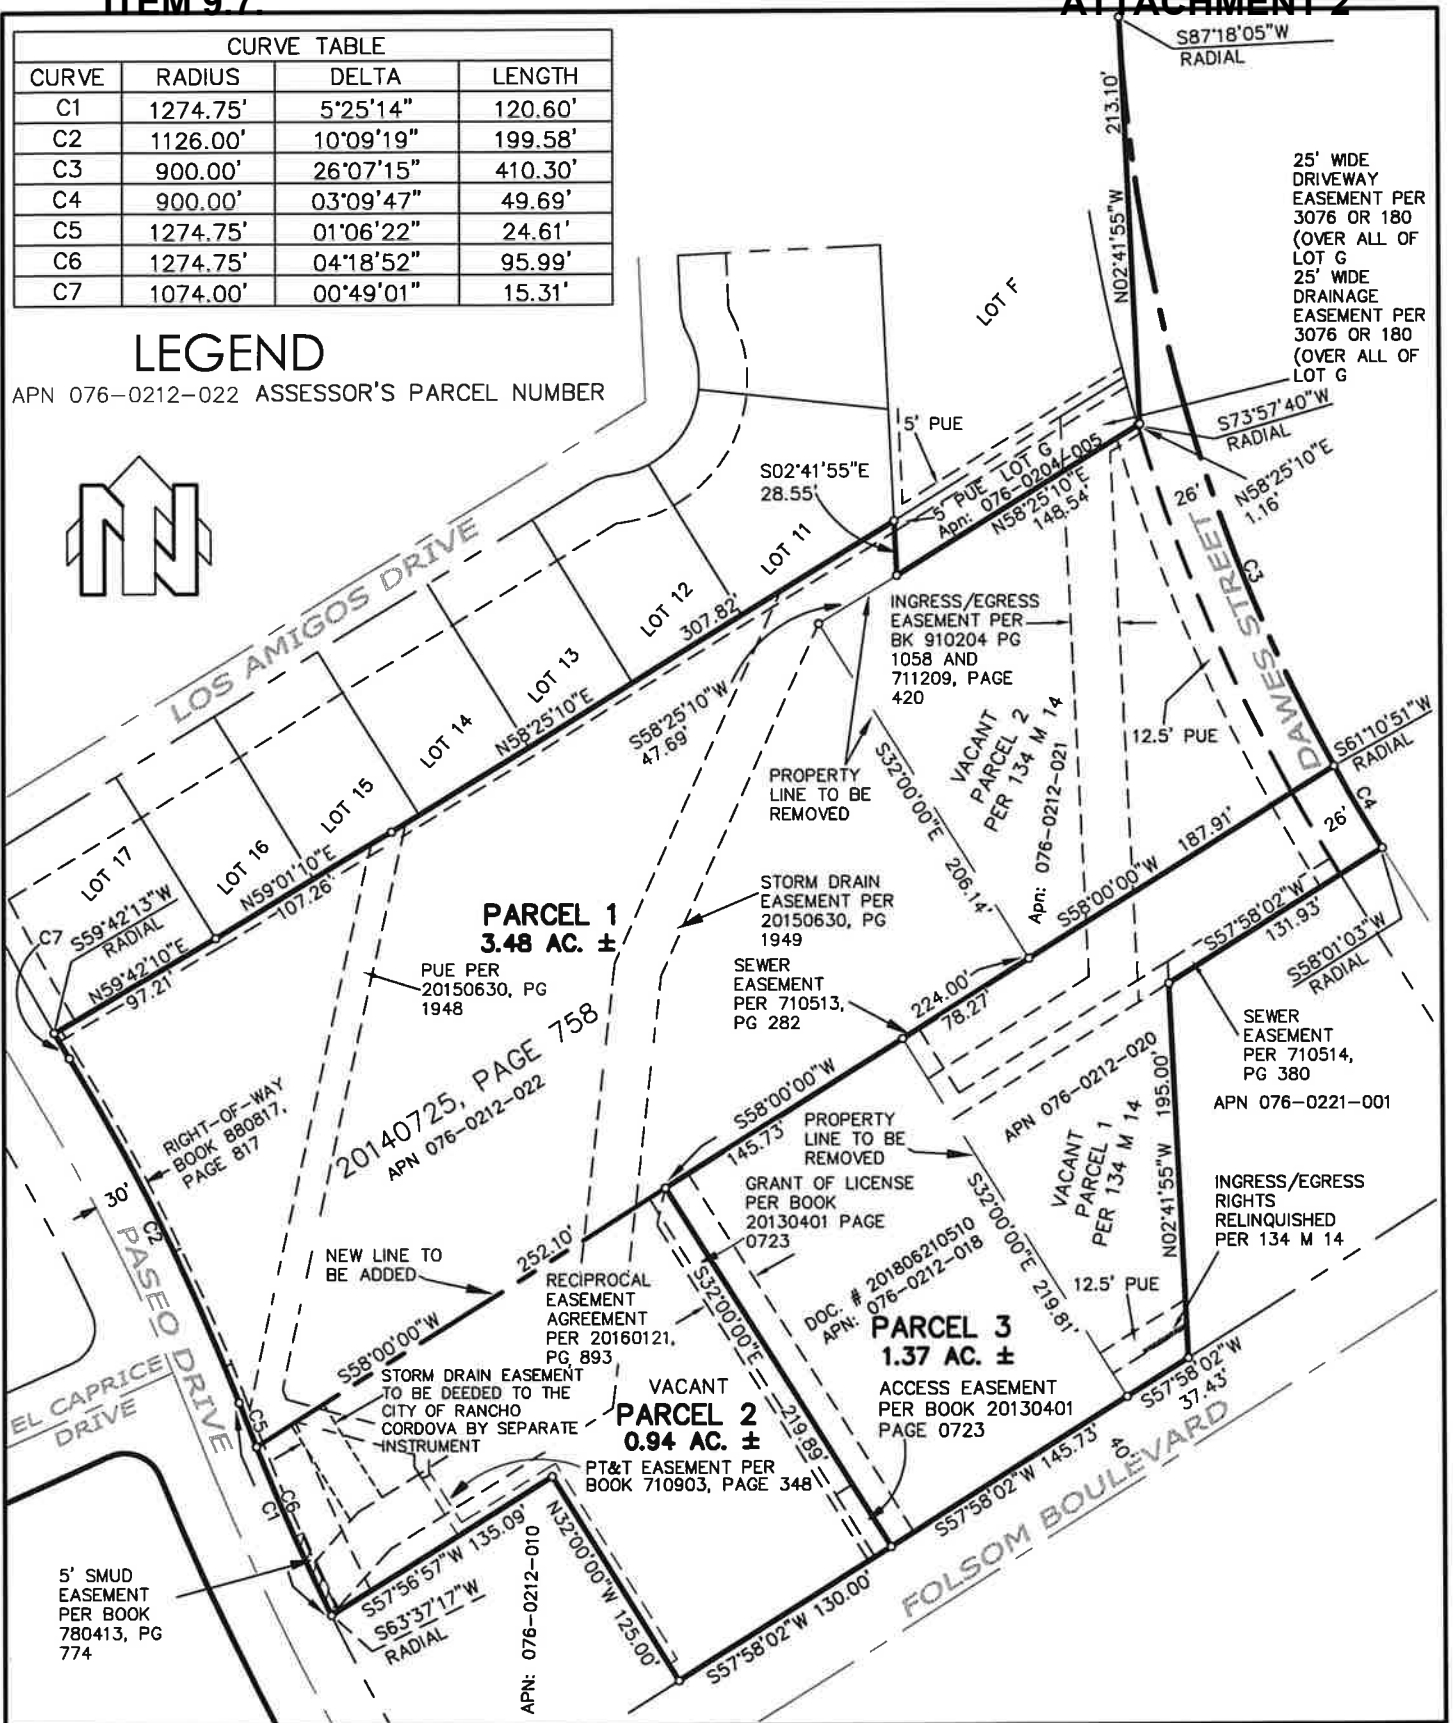 ITEM 9.7.
ATTACHMENT 2
CURVE TABLE
CURVE RADIUS DELTA LENGTH
C1 1274.75' 5°25'14" 120.60'
C2 1126.00' 10°09'19" 199.58'
C3 900.00' 26°07'15" 410.30'
C4 900.00' 03°09'47" 49.69'
C5 1274.75' 01°06'22" 24.61'
C6 1274.75' 04°18'52" 95.99'
C7 1074.00' 00°49'01" 15.31'
LEGEND
APN 076-0212-022 ASSESSOR'S PARCEL NUMBER
S87°18'05"W
RADIAL
213.10'
N02°41'55"W
25' WIDE
DRIVEWAY
EASEMENT PER
3076 OR 180
(OVER ALL OF
LOT G
25' WIDE
DRAINAGE
EASEMENT PER
3076 OR 180
(OVER ALL OF
LOT G
LOT F
5' PUE
S73°57'40"W
RADIAL
N58°25'10"E
1.16'
26'
S02°41'55"E
28.55'
5' PUE LOT G
Apn: 076-0204-005
N58°25'10"E
148.54'
LOS AMIGOS DRIVE
LOT 11
LOT 12
LOT 13
LOT 14
LOT 15
LOT 16
LOT 17
307.82'
N58°25'10"E
S58°25'10"W
47.69'
INGRESS/EGRESS
EASEMENT PER
BK 910204 PG
1058 AND
711209, PAGE
420
DAWES STREET
C3
12.5' PUE
S61°10'51"W
RADIAL
C4
26'
PROPERTY
LINE TO BE
REMOVED
S32°00'00"E 206.14'
VACANT
PARCEL 2
PER 134 M 14
Apn: 076-0212-021
S58°00'00"W 187.91'
S57°58'02"W
131.93'
S58°01'03"W
RADIAL
C7
S59°42'13"W
RADIAL
N59°42'10"E
97.21'
N59°01'10"E
107.26'
PARCEL 1
3.48 AC. ±
PUE PER
20150630, PG
1948
STORM DRAIN
EASEMENT PER
20150630, PG
1949
SEWER
EASEMENT
PER 710513,
PG 282
224.00'
78.27'
SEWER
EASEMENT
PER 710514,
PG 380
APN 076-0221-001
20140725, PAGE 758
APN 076-0212-022
RIGHT-OF-WAY
BOOK 880817,
PAGE 817
30'
C2
PASEO DRIVE
S58°00'00"W
145.73'
PROPERTY
LINE TO BE
REMOVED
APN 076-0212-020
VACANT
PARCEL 1
PER 134 M 14
N02°41'55"W 195.00'
INGRESS/EGRESS
RIGHTS
RELINQUISHED
PER 134 M 14
GRANT OF LICENSE
PER BOOK
20130401 PAGE
0723
S32°00'00"E 219.81'
12.5' PUE
NEW LINE TO
BE ADDED
252.10'
S58°00'00"W
RECIPROCAL
EASEMENT
AGREEMENT
PER 20160121,
PG 893
S32°00'00"E 219.89'
DOC. # 201806210510
APN: 076-0212-018
PARCEL 3
1.37 AC. ±
EL CAPRICE
DRIVE
C5
STORM DRAIN EASEMENT
TO BE DEEDED TO THE
CITY OF RANCHO
CORDOVA BY SEPARATE
INSTRUMENT
VACANT
PARCEL 2
0.94 AC. ±
ACCESS EASEMENT
PER BOOK 20130401
PAGE 0723
S57°58'02"W
37.43'
PT&T EASEMENT PER
BOOK 710903, PAGE 348
C6
C1
S57°58'02"W 145.73'
40'
FOLSOM BOULEVARD
5' SMUD
EASEMENT
PER BOOK
780413, PG
774
S57°56'57"W 135.09'
S63°37'17"W
RADIAL
APN: 076-0212-010
N32°00'00"W 125.00'
S57°58'02"W 130.00'